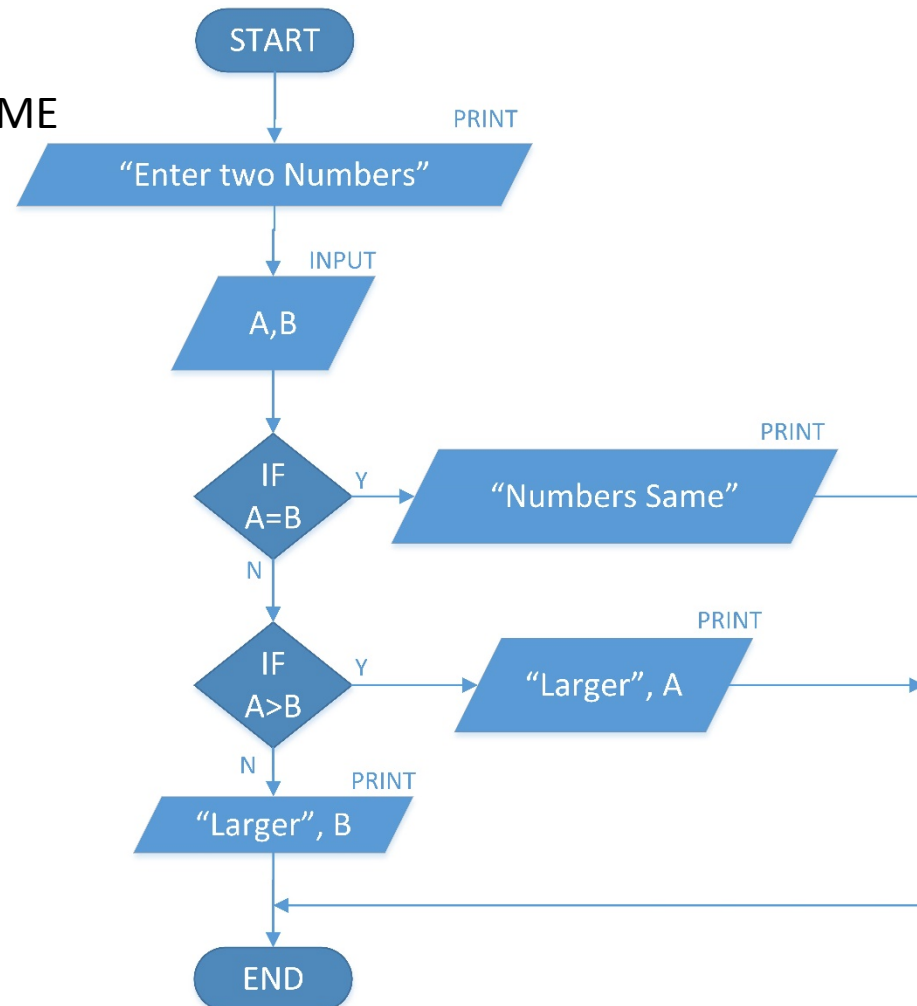 START
ME
PRINT
“Enter two Numbers”
INPUT
A,B
PRINT
IF
A=B
Y
“Numbers Same”
N
PRINT
IF
A>B
Y
“Larger”, A
N
PRINT
“Larger”, B
END